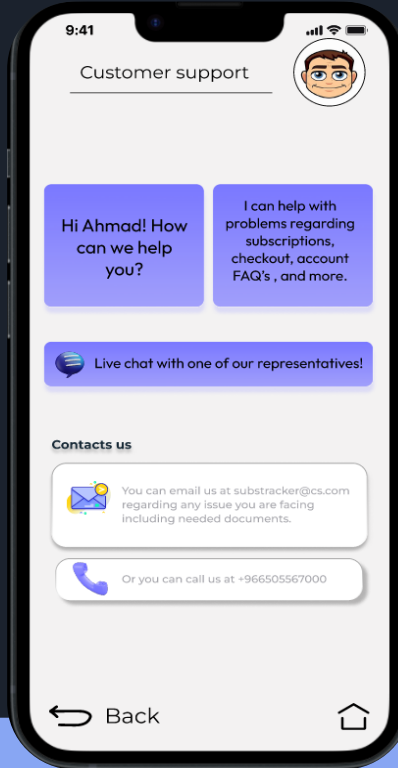 9:41
Customer support
Hi Ahmad! How
can we help
you?
I can help with
problems regarding
subscriptions,
checkout, account
FAQ's , and more.
Live chat with one of our representatives!
Contacts us
You can email us at substracker@cs.com
regarding any issue you are facing
including needed documents.
Or you can call us at +966505567000
Back